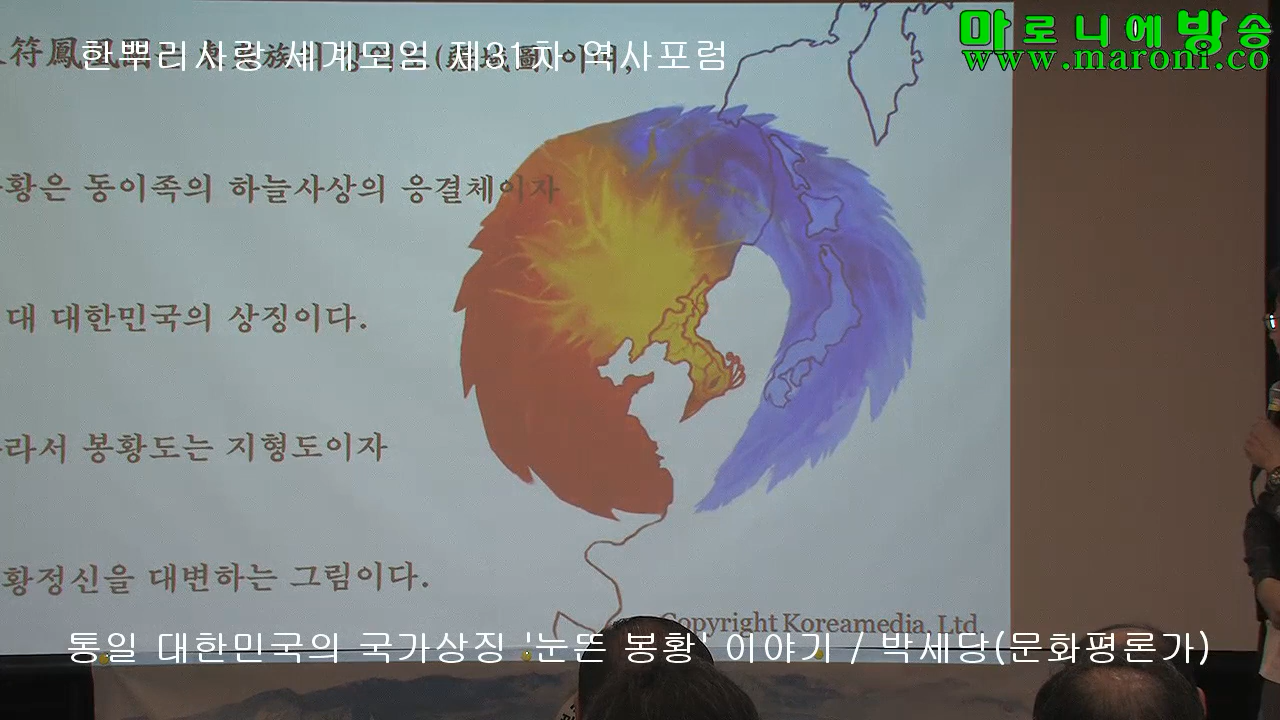 마로니에방송
www.maroni.co
한뿌리사랑 세계모임 제31차 역사포럼
符鳳
황은 동이족의 하늘사상의 응결체이자
대 대한민국의 상징이다.
라서 봉황도는 지형도이자
황정신을 대변하는 그림이다.
Copyright Koreamedia, Ltd
통일 대한민국의 국가상징 '눈뜬 봉황' 이야기 / 박세당(문화평론가)